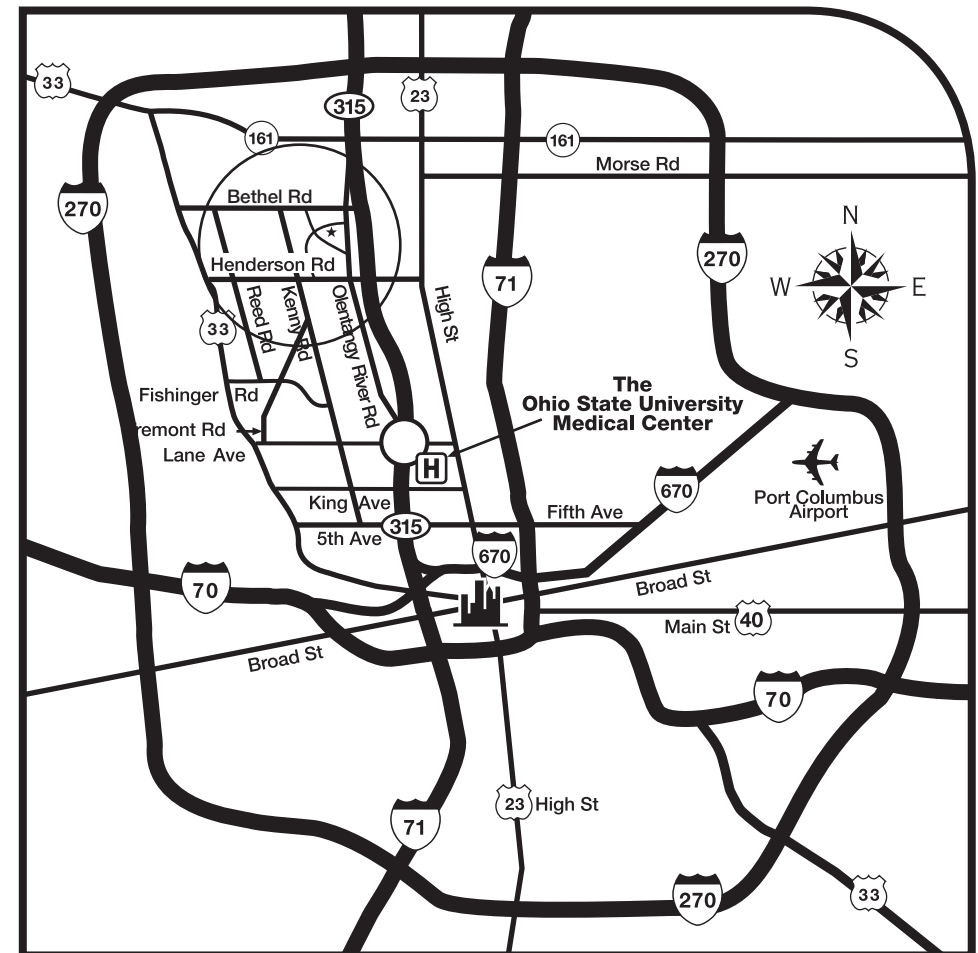 33
315
23
161
161
Morse Rd
Bethel Rd
270
N
Henderson Rd
270
71
W
E
Reed Rd
Kenny Rd
Olentangy River Rd
High St
33
S
The
Ohio State University
Medical Center
Fishinger Rd
remont Rd
Lane Ave
H
670
Port Columbus
Airport
King Ave
Fifth Ave
315
5th Ave
670
70
Broad St
Main St
40
Broad St
70
23
High St
71
270
33